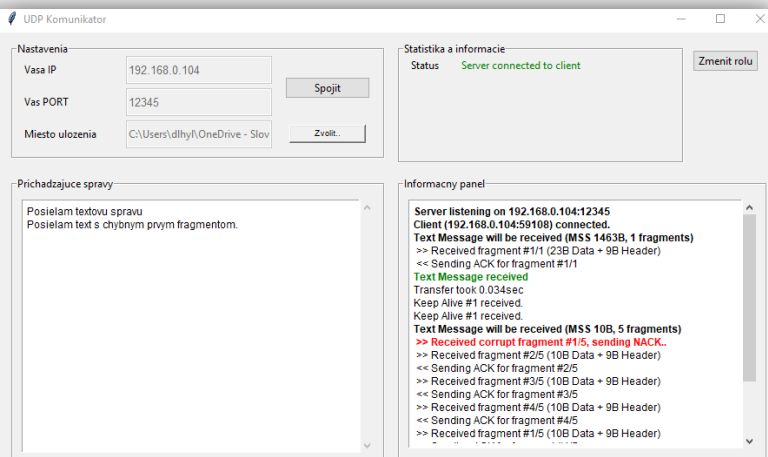 UDP Komunikator
Nastavenia
Vasa IP
192.168.0.104
Spojit
Vas PORT
12345
Miesto ulozenia
C:\Users\dlhyl\OneDrive - Slov
Zvolit..
Statistika a informacie
Status
Server connected to client
Zmenit rolu
Prichadzajuce spravy
Posielam textovu spravu
Posielam text s chybnym prvym fragmentom.
Informacny panel
Server listening on 192.168.0.104:12345
Client (192.168.0.104:59108) connected.
Text Message will be received (MSS 1463B, 1 fragments)
>> Received fragment #1/1 (23B Data + 9B Header)
<< Sending ACK for fragment #1/1
Text Message received
Transfer took 0.034sec
Keep Alive #1 received.
Keep Alive #1 received.
Text Message will be received (MSS 10B, 5 fragments)
>> Received corrupt fragment #1/5, sending NACK..
>> Received fragment #2/5 (10B Data + 9B Header)
<< Sending ACK for fragment #2/5
>> Received fragment #3/5 (10B Data + 9B Header)
<< Sending ACK for fragment #3/5
>> Received fragment #4/5 (10B Data + 9B Header)
<< Sending ACK for fragment #4/5
>> Received fragment #1/5 (10B Data + 9B Header)